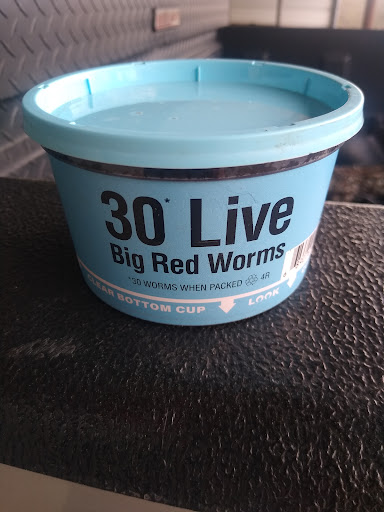 30* Live
Big Red Worms
*30 WORMS WHEN PACKED 4R
CLEAR BOTTOM CUP LOOK